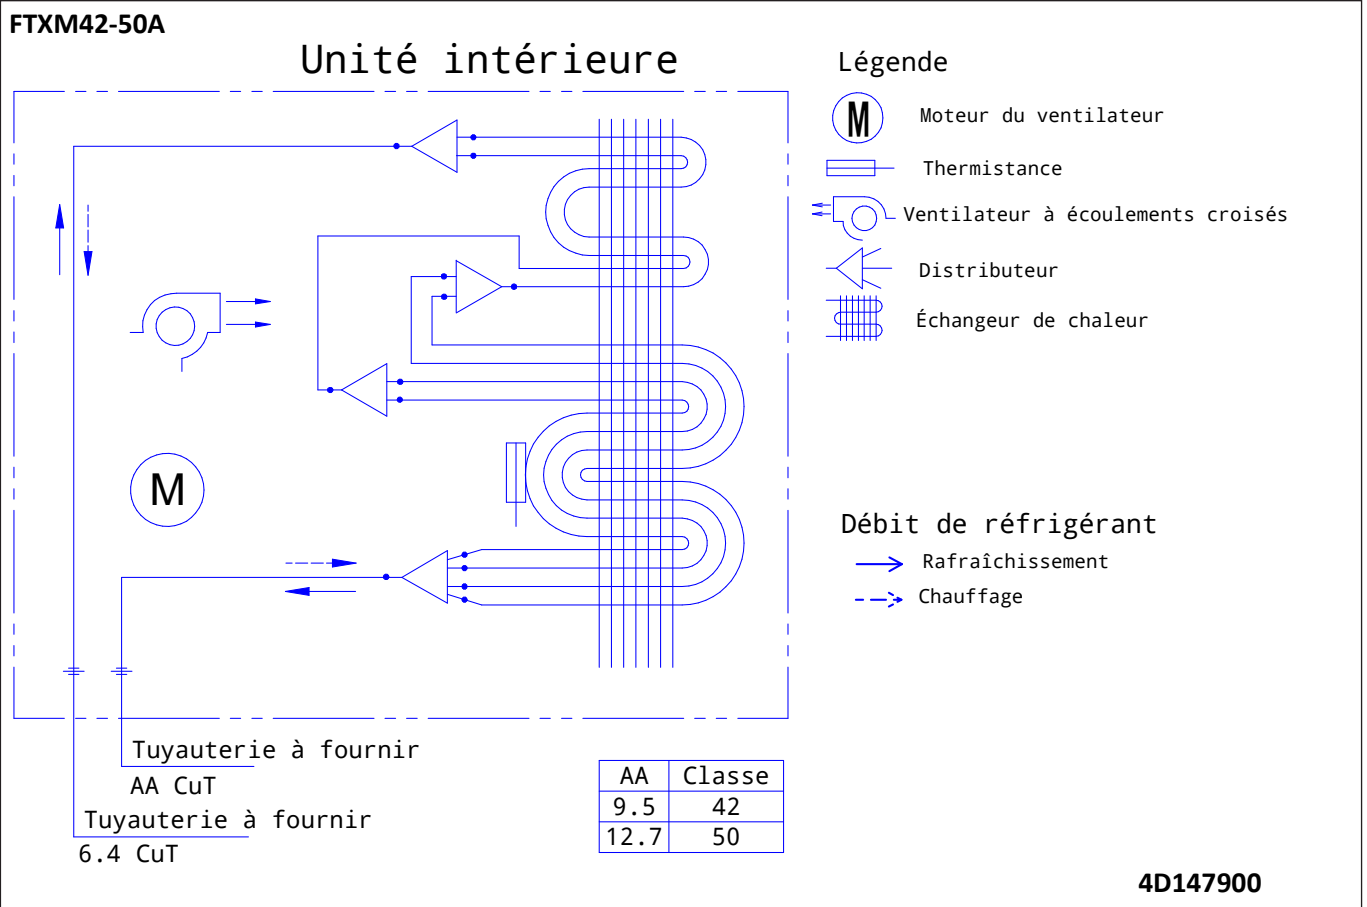 FTXM42-50A
Unité intérieure
Légende
M Moteur du ventilateur
Thermistance
Ventilateur à écoulements croisés
Distributeur
Échangeur de chaleur
M
Débit de réfrigérant
Rafraîchissement
Chauffage
Tuyauterie à fournir
AA CuT
Tuyauterie à fournir
6.4 CuT
AA Classe
9.5 42
12.7 50
4D147900